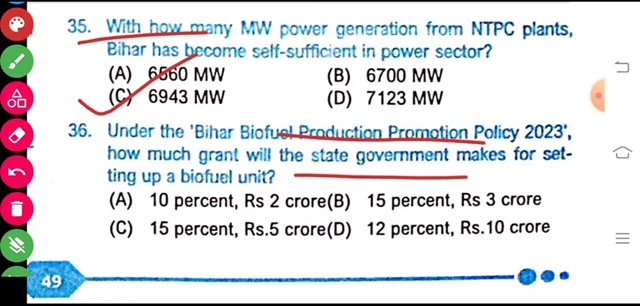 35. With how many MW power generation from NTPC plants,
Bihar has become self-sufficient in power sector?
(A) 6560 MW (B) 6700 MW
(C) 6943 MW (D) 7123 MW
36. Under the 'Bihar Biofuel Production Promotion Policy 2023',
how much grant will the state government makes for set-
ting up a biofuel unit?
(A) 10 percent, Rs 2 crore(B) 15 percent, Rs 3 crore
(C) 15 percent, Rs.5 crore(D) 12 percent, Rs.10 crore
49